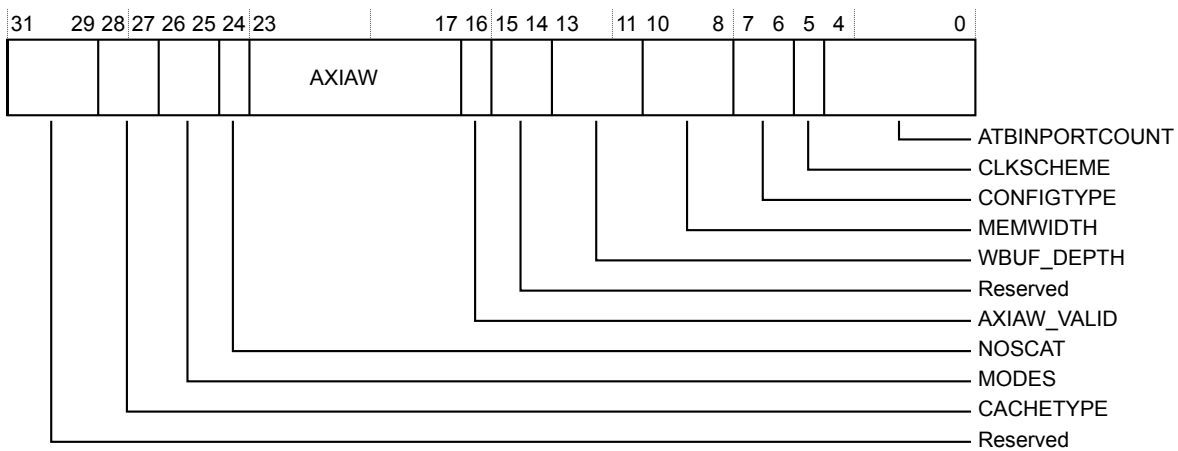 31 29 28 27 26 25 24 23 17 16 15 14 13 11 10 8 7 6 5 4 0
AXIAW
ATBINPORTCOUNT
CLKSCHEME
CONFIGTYPE
MEMWIDTH
WBUF_DEPTH
Reserved
AXIAW_VALID
NOSCAT
MODES
CACHETYPE
Reserved